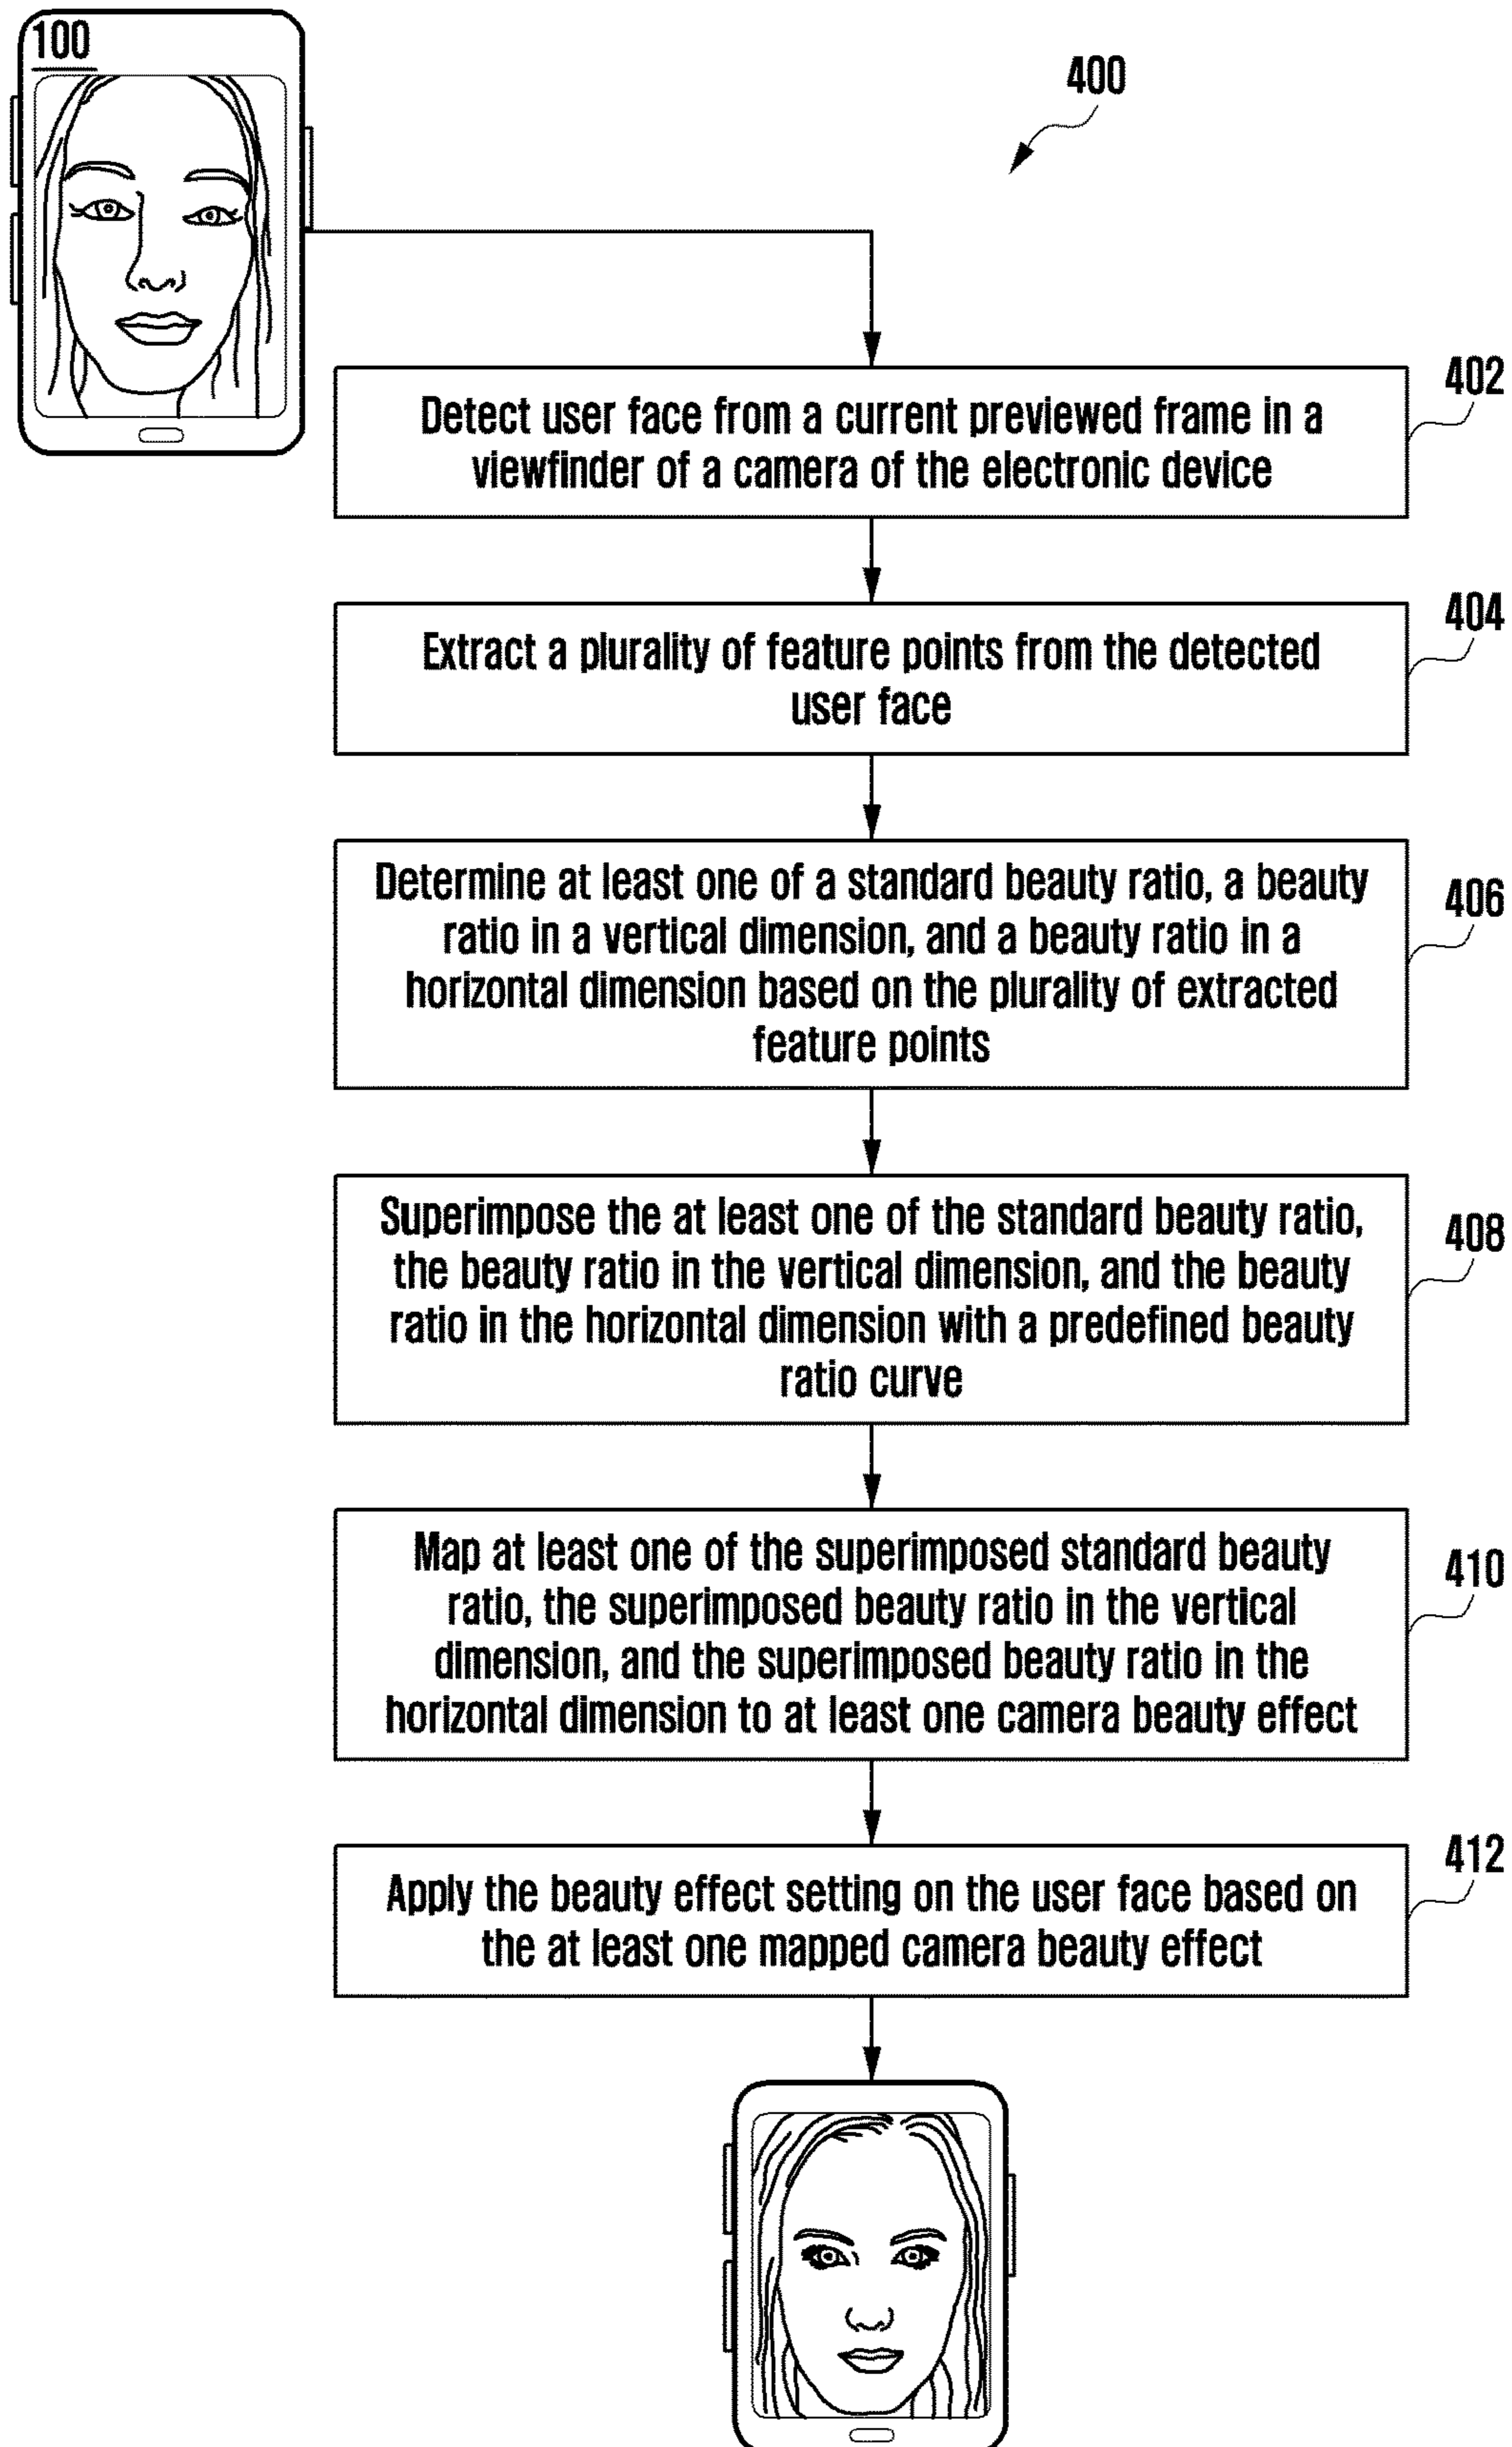 100
400
402
Detect user face from a current previewed frame in a
viewfinder of a camera of the electronic device
404
Extract a plurality of feature points from the detected
user face
406
Determine at least one of a standard beauty ratio, a beauty
ratio in a vertical dimension, and a beauty ratio in a
horizontal dimension based on the plurality of extracted
feature points
408
Superimpose the at least one of the standard beauty ratio,
the beauty ratio in the vertical dimension, and the beauty
ratio in the horizontal dimension with a predefined beauty
ratio curve
410
Map at least one of the superimposed standard beauty
ratio, the superimposed beauty ratio in the vertical
dimension, and the superimposed beauty ratio in the
horizontal dimension to at least one camera beauty effect
412
Apply the beauty effect setting on the user face based on
the at least one mapped camera beauty effect